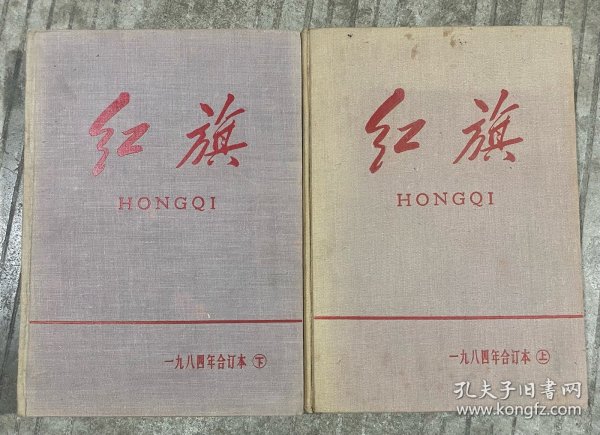 红旗
HONGQI
一九八四年合订本 下
红旗
HONGQI
一九八四年合订本 上
孔夫子旧书网
www.kongfz.com